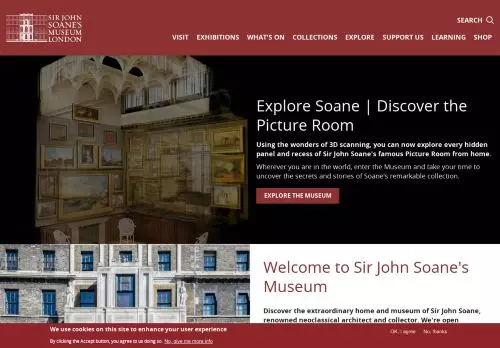 SIR JOHN
SOANE'S
MUSEUM
LONDON
SEARCH
VISIT EXHIBITIONS WHAT'S ON COLLECTIONS EXPLORE SUPPORT US LEARNING SHOP
Explore Soane | Discover the
Picture Room
Using the wonders of 3D scanning, you can now explore every hidden
panel and recess of Sir John Soane's famous Picture Room from home.
Wherever you are in the world, enter the Museum and take your time to
uncover the secrets and stories of Soane's remarkable collection.
EXPLORE THE MUSEUM
Welcome to Sir John Soane's
Museum
Discover the extraordinary home and museum of Sir John Soane,
renowned neoclassical architect and collector. We're open
We use cookies on this site to enhance your user experience
By clicking the Accept button, you agree to us doing so. No, give me more info
OK, I agree No, thanks